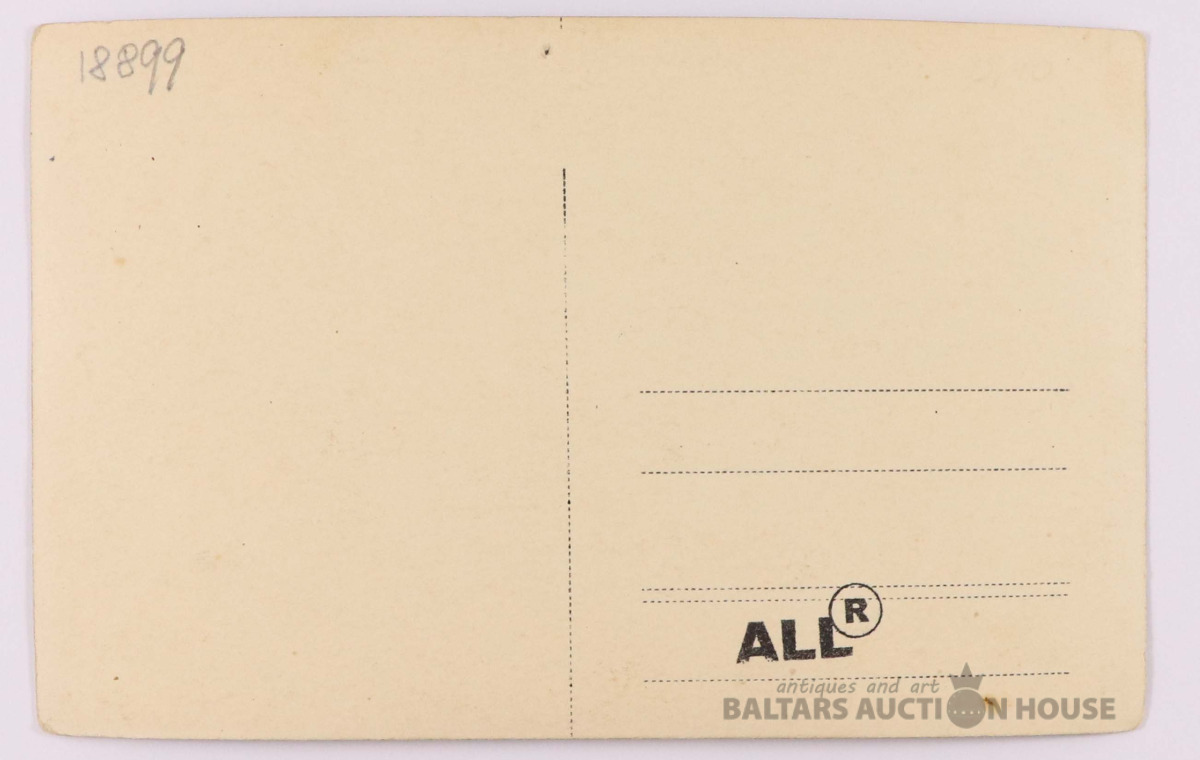 18899
ALL R
antiques and art
BALTARS AUCTION HOUSE